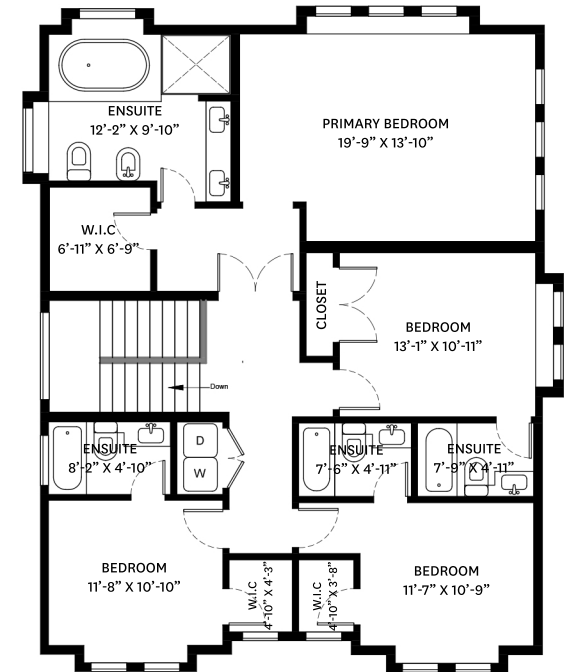 ENSUITE
12'-2" X 9'-10"
PRIMARY BEDROOM
19'-9" X 13'-10"
W.I.C
6'-11" X 6'-9"
CLOSET
BEDROOM
13'-1" X 10'-11"
Down
ENSUITE
8'-2" X 4'-10"
D
W
ENSUITE
7'-6" X 4'-11"
ENSUITE
7'-9" X 4'-11"
BEDROOM
11'-8" X 10'-10"
W.I.C
4'-10" X 4'-3"
W.I.C
4'-10" X 3'-8"
BEDROOM
11'-7" X 10'-9"